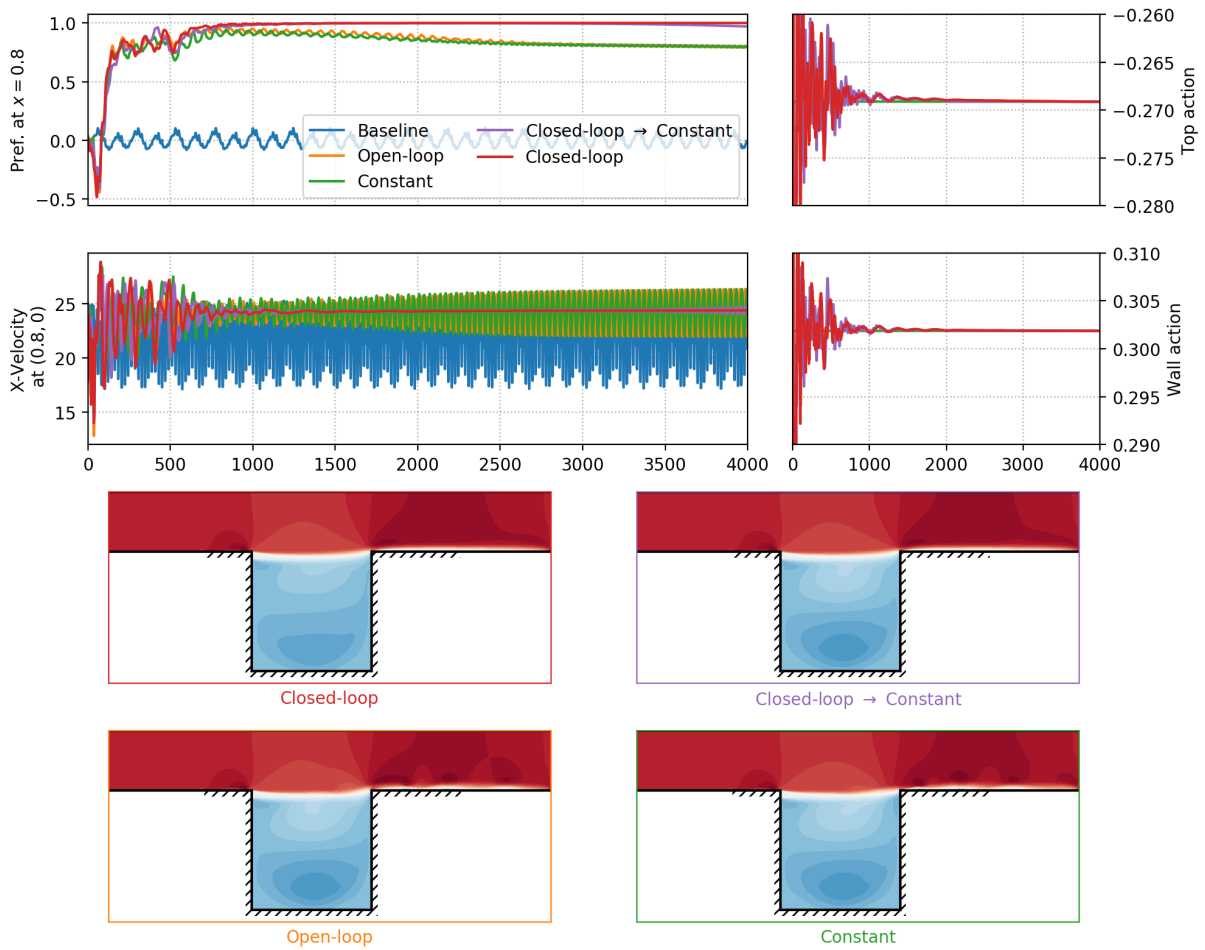 Pref. at x = 0.8
1.0
0.5
0.0
−0.5
Baseline
Open-loop
Constant
Closed-loop → Constant
Closed-loop
−0.260
−0.265
−0.270
−0.275
−0.280
Top action
X-Velocity
at (0.8, 0)
25
20
15
0 500 1000 1500 2000 2500 3000 3500 4000
0.310
0.305
0.300
0.295
0.290
Wall action
0 1000 2000 3000 4000
Closed-loop
Closed-loop → Constant
Open-loop
Constant